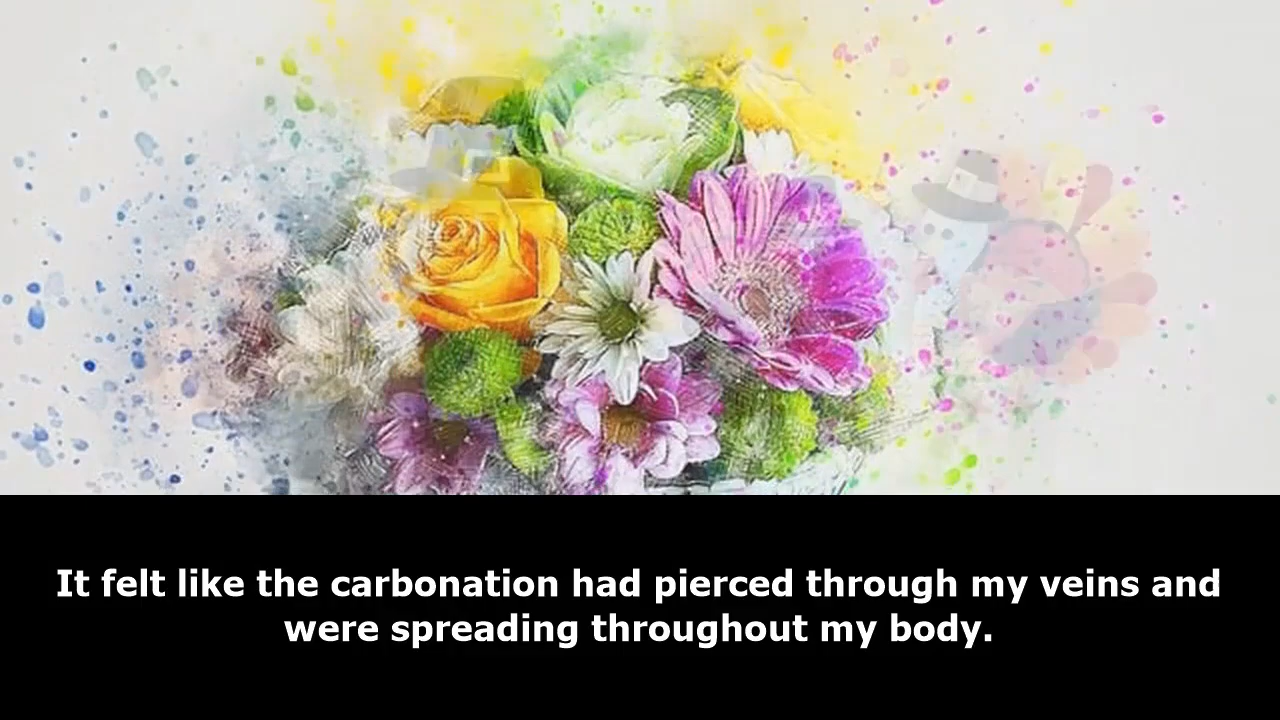 It felt like the carbonation had pierced through my veins and
were spreading throughout my body.